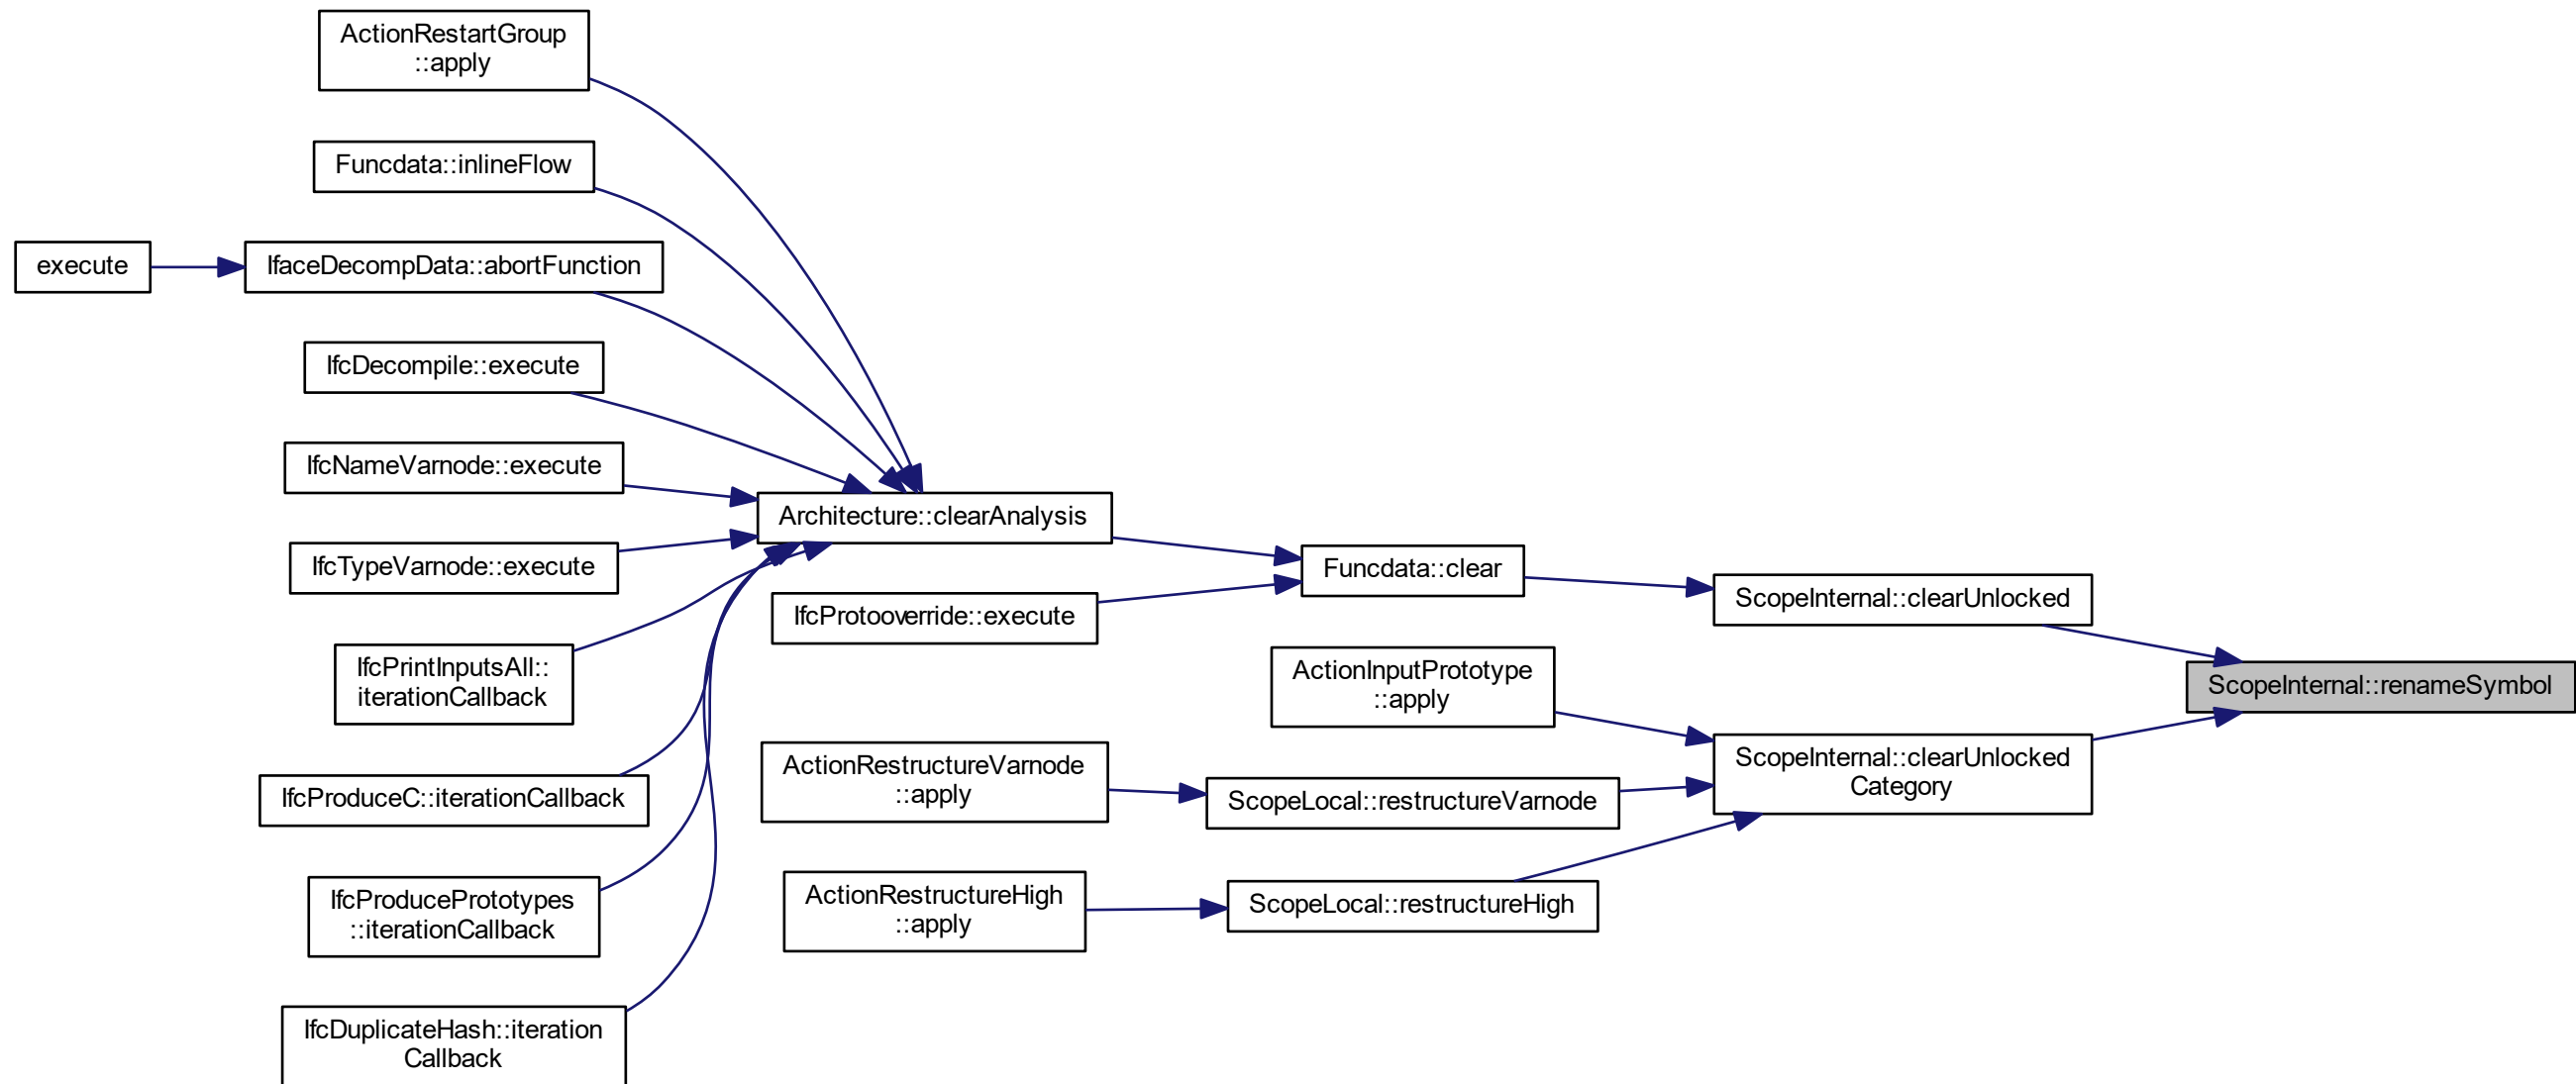 ActionRestartGroup
::apply
Funcdata::inlineFlow
execute
IfaceDecompData::abortFunction
IfcDecompile::execute
IfcNameVarnode::execute
Architecture::clearAnalysis
IfcTypeVarnode::execute
Funcdata::clear
ScopeInternal::clearUnlocked
IfcProtooverride::execute
IfcPrintInputsAll::
iterationCallback
ActionInputPrototype
::apply
ScopeInternal::renameSymbol
ScopeInternal::clearUnlocked
Category
ActionRestructureVarnode
::apply
ScopeLocal::restructureVarnode
IfcProduceC::iterationCallback
ActionRestructureHigh
::apply
ScopeLocal::restructureHigh
IfcProducePrototypes
::iterationCallback
IfcDuplicateHash::iteration
Callback